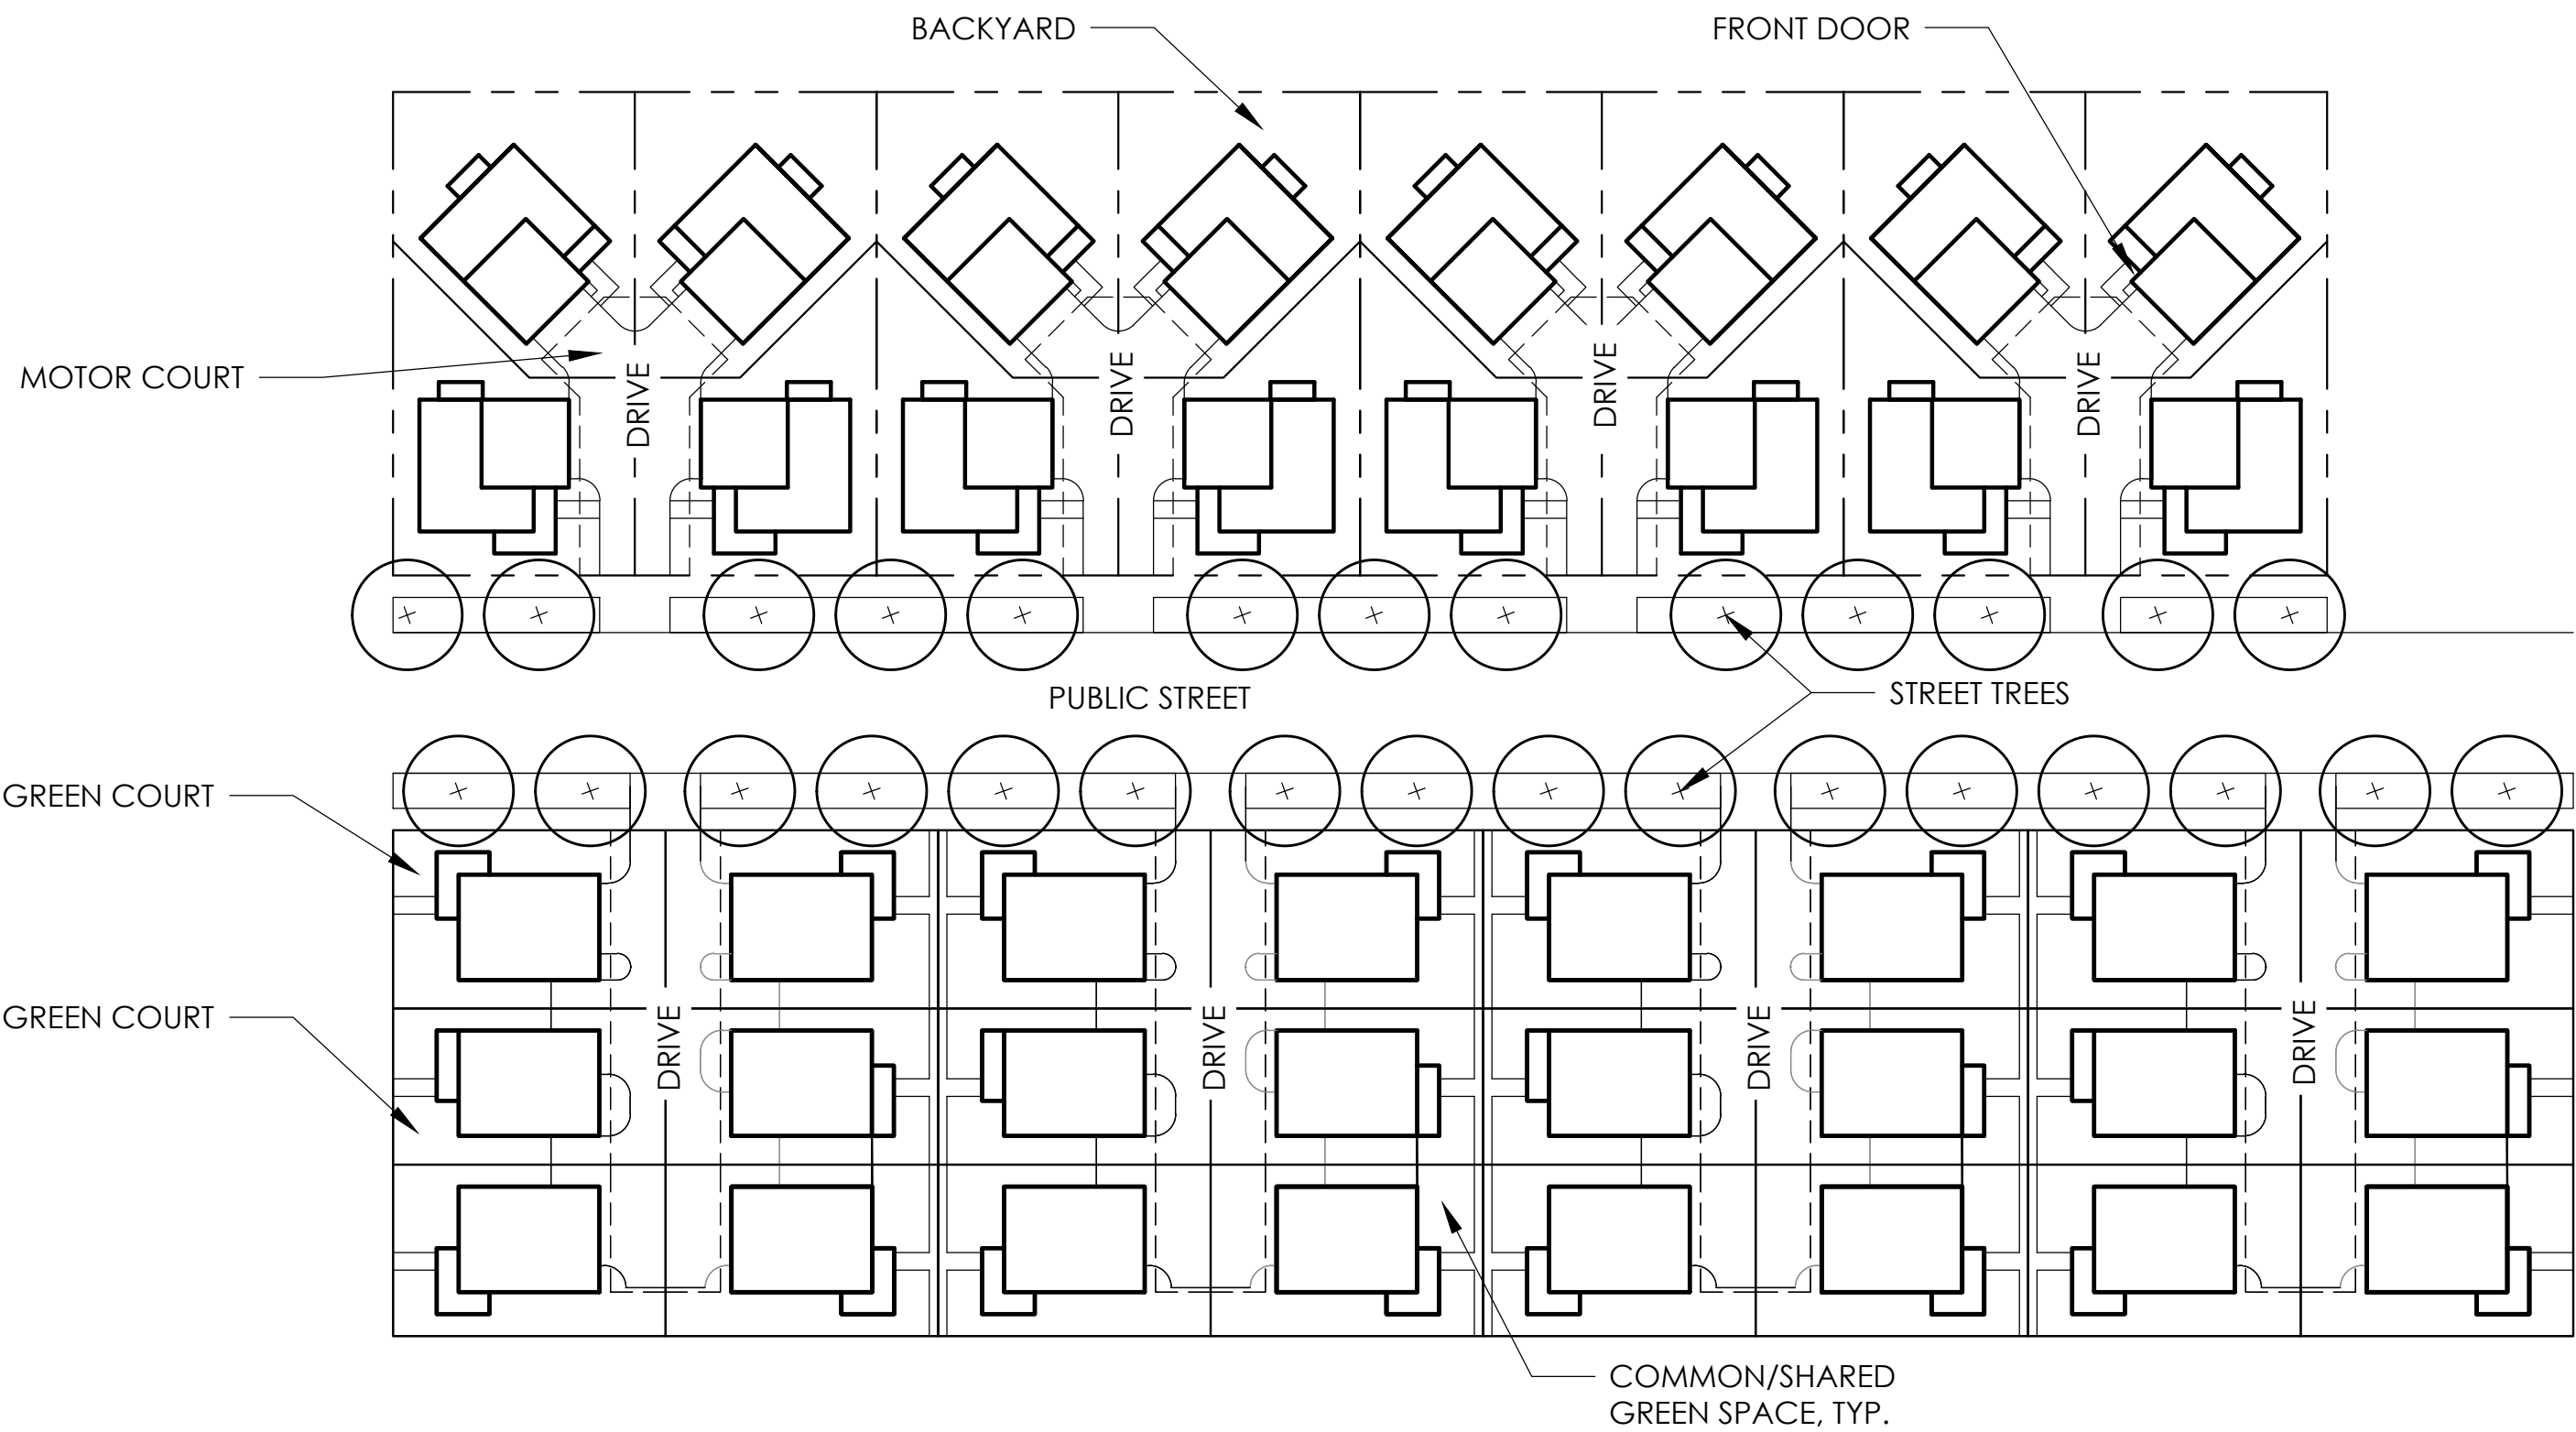 BACKYARD
FRONT DOOR
MOTOR COURT
DRIVE
DRIVE
DRIVE
DRIVE
PUBLIC STREET
STREET TREES
GREEN COURT
GREEN COURT
DRIVE
DRIVE
DRIVE
DRIVE
COMMON/SHARED
GREEN SPACE, TYP.